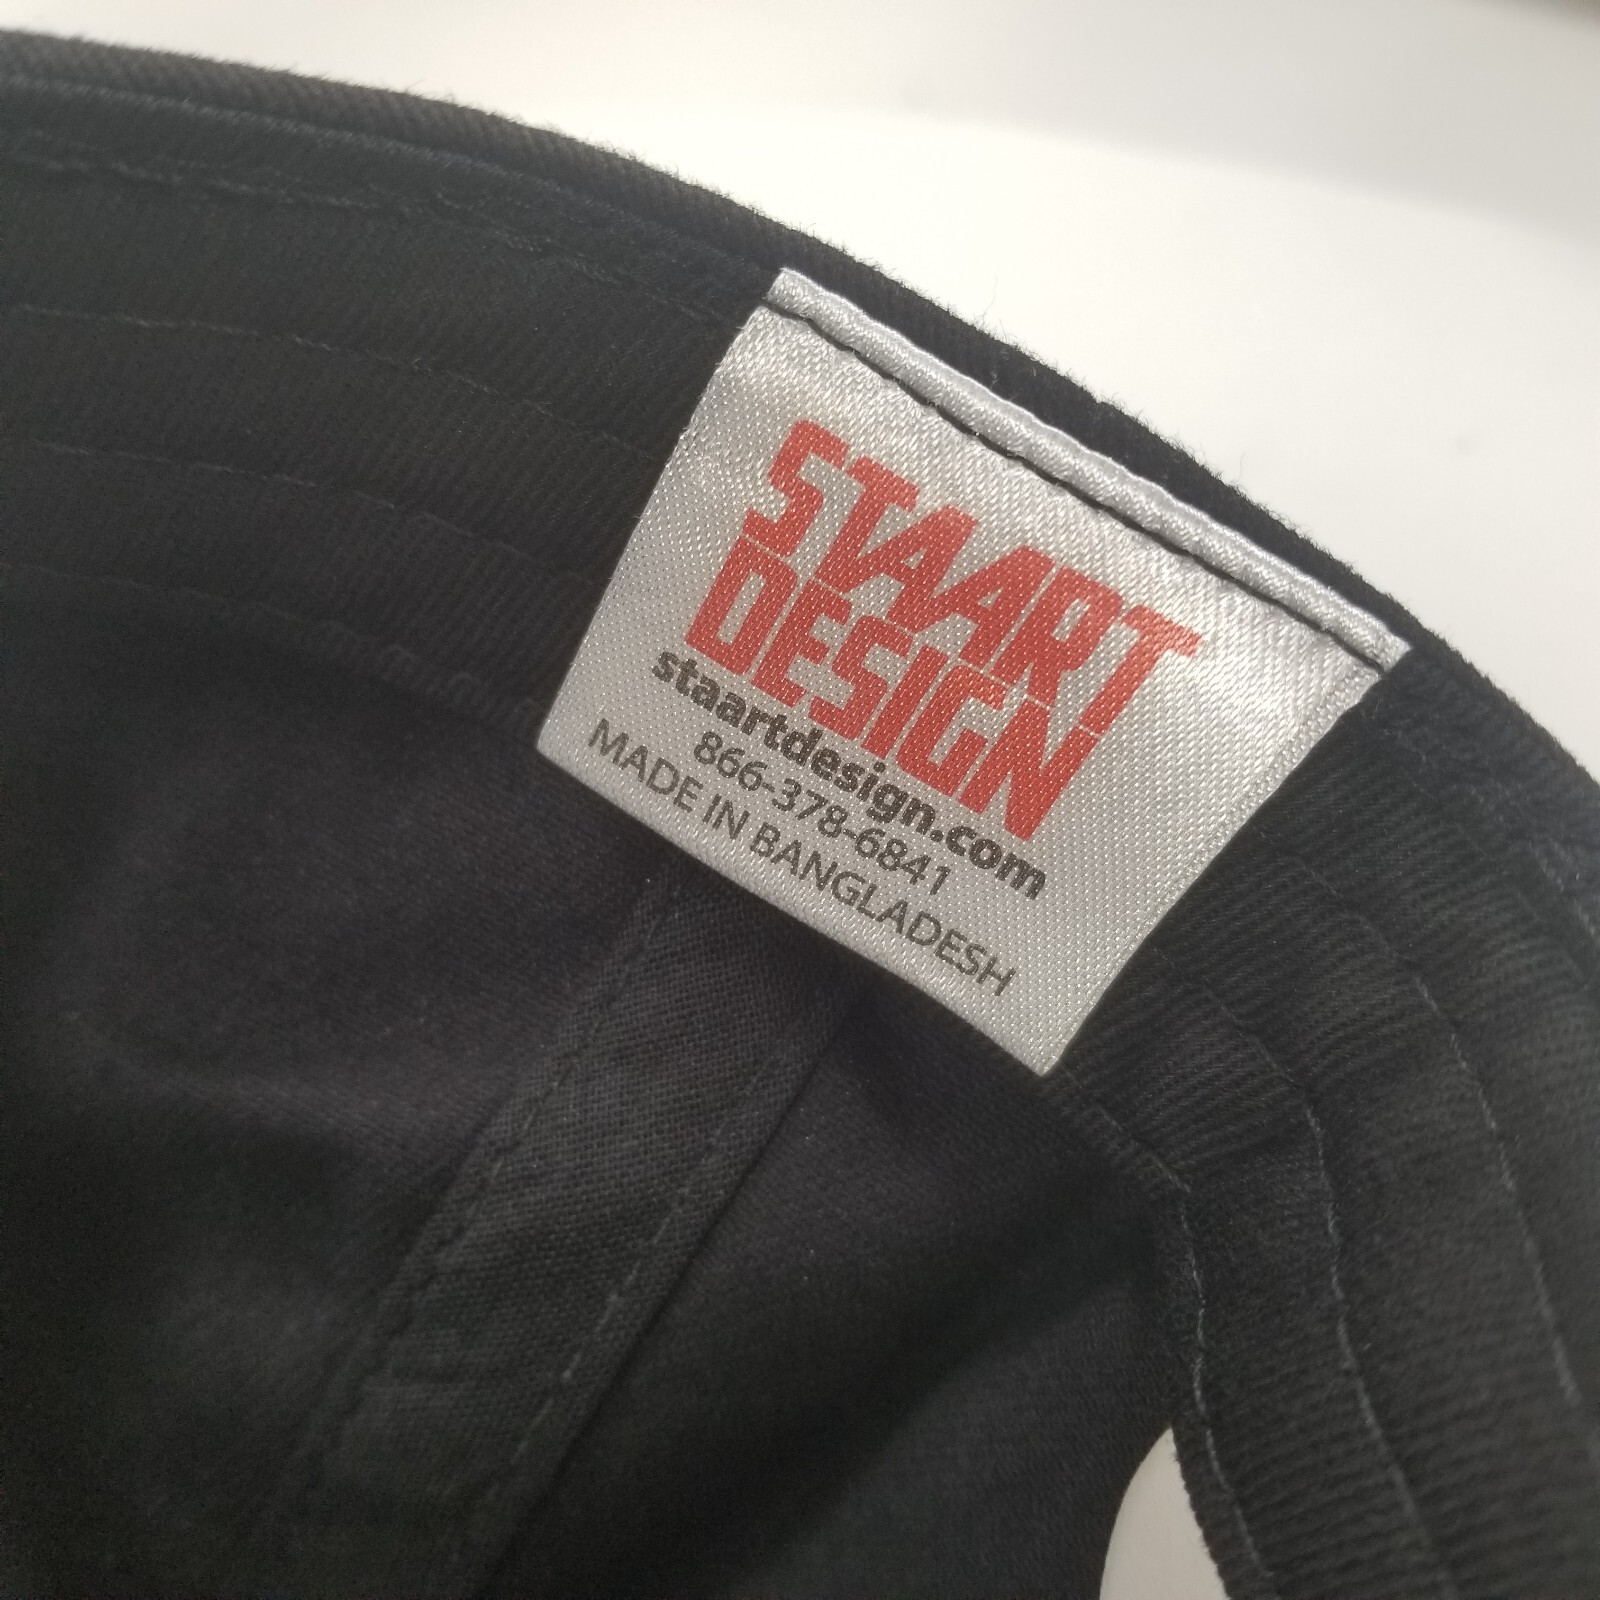 STAART
DESIGN
staartdesign.com
866-378-6841
MADE IN BANGLADESH